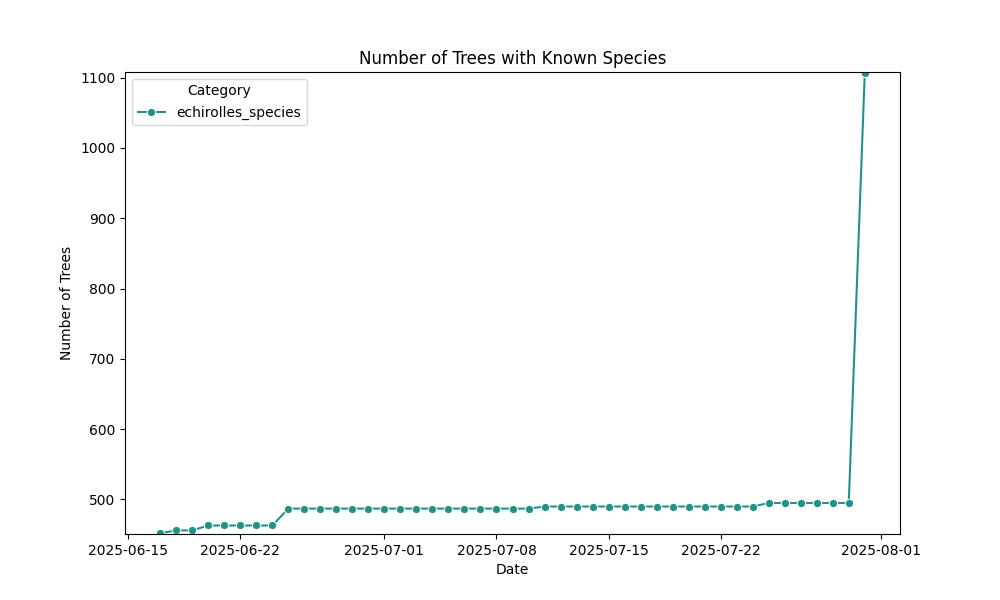 Number of Trees with Known Species
Category
echirolles_species
Number of Trees
1100
1000
900
800
700
600
500
2025-06-15
2025-06-22
2025-07-01
2025-07-08
2025-07-15
2025-07-22
2025-08-01
Date